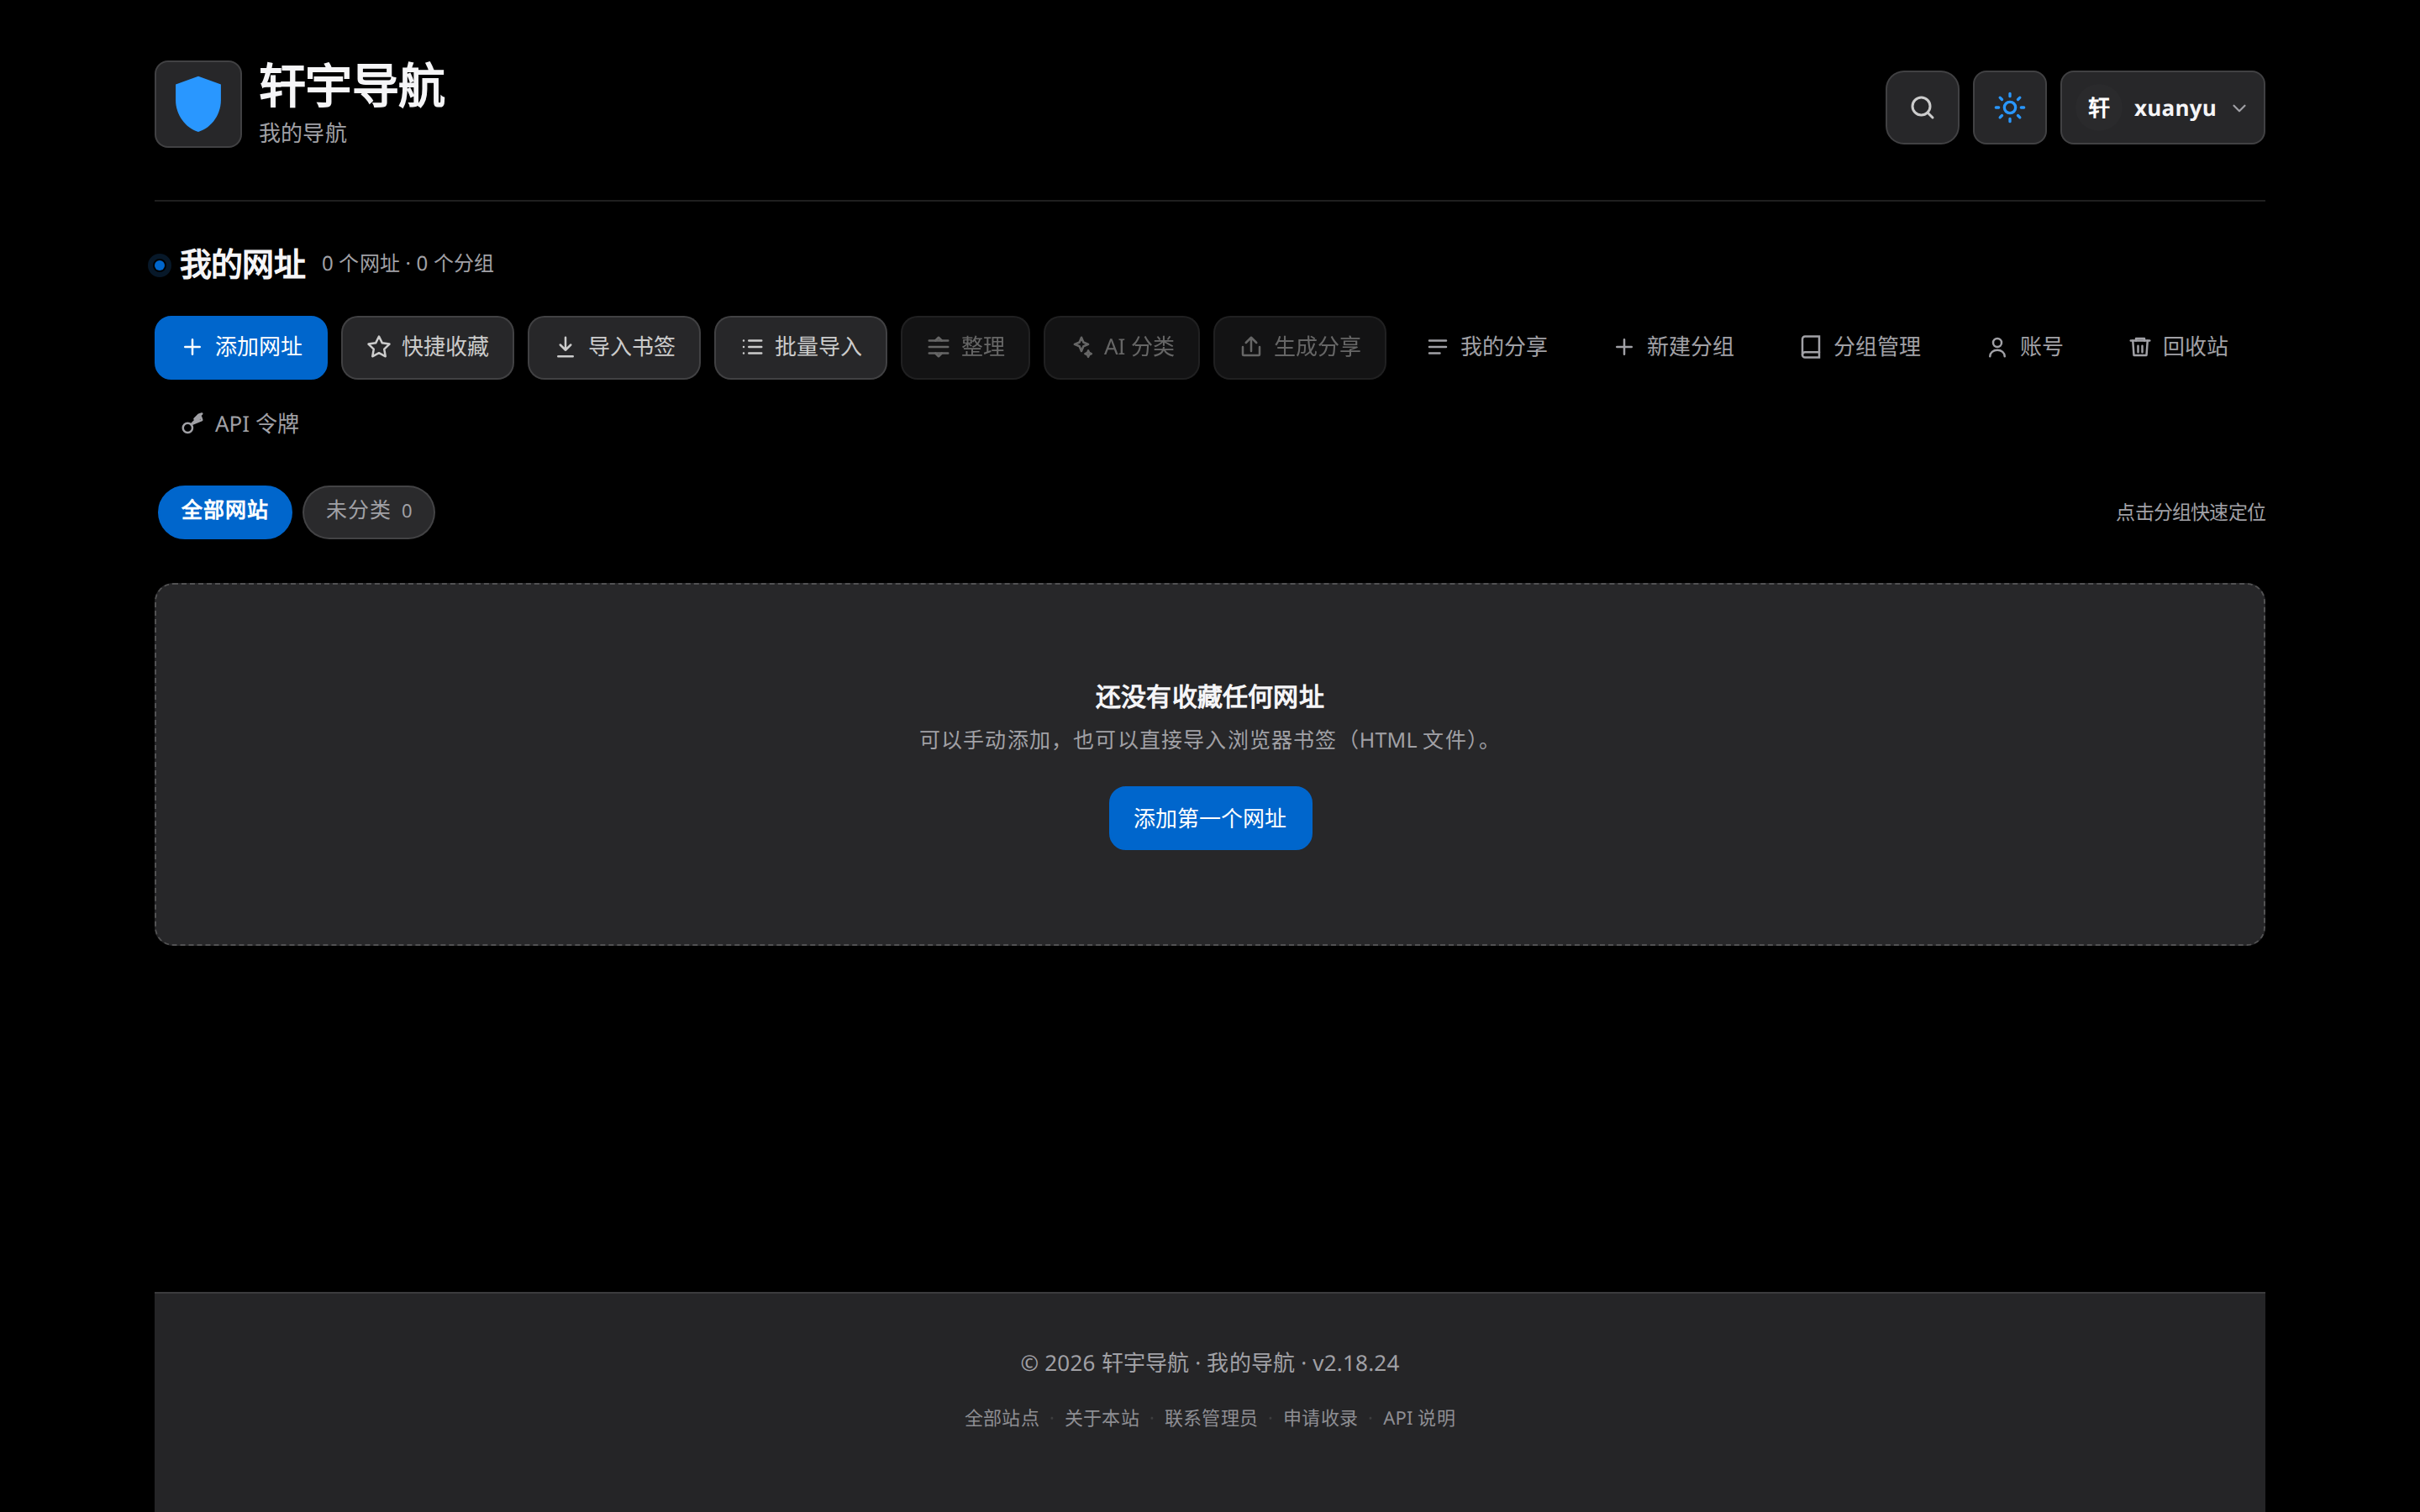 轩宇导航
我的导航
轩 xuanyu
我的网址 0 个网址 · 0 个分组
添加网址 快捷收藏 导入书签 批量导入 整理 AI 分类 生成分享 我的分享 新建分组 分组管理 账号 回收站
API 令牌
全部网站 未分类 0 点击分组快速定位
还没有收藏任何网址
可以手动添加，也可以直接导入浏览器书签（HTML 文件）。
添加第一个网址
© 2026 轩宇导航 · 我的导航 · v2.18.24
全部站点 · 关于本站 · 联系管理员 · 申请收录 · API 说明